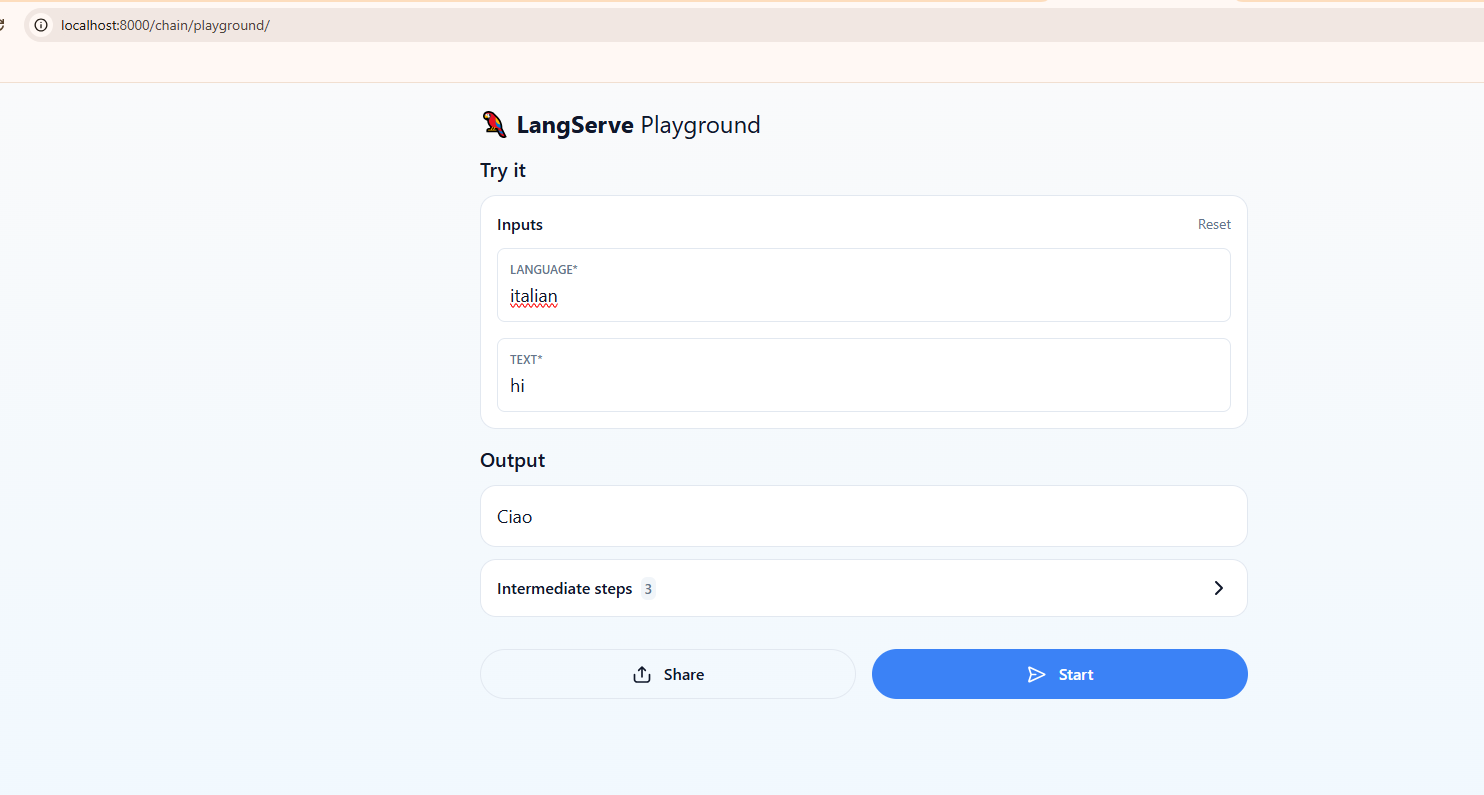 localhost:8000/chain/playground/
LangServe Playground
Try it
Inputs
Reset
LANGUAGE*
italian
TEXT*
hi
Output
Ciao
Intermediate steps 3
Share
Start